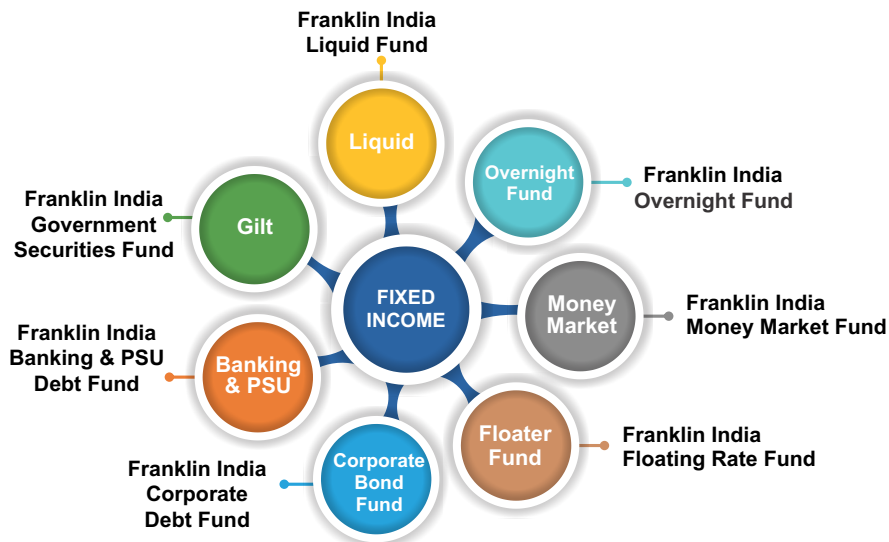 Franklin India
Liquid Fund
Liquid
Overnight
Fund
Franklin India
Overnight Fund
Franklin India
Government
Securities Fund
Gilt
FIXED
INCOME
Money
Market
Franklin India
Money Market Fund
Franklin India
Banking & PSU
Debt Fund
Banking
& PSU
Floater
Fund
Franklin India
Floating Rate Fund
Franklin India
Corporate
Debt Fund
Corporate
Bond
Fund